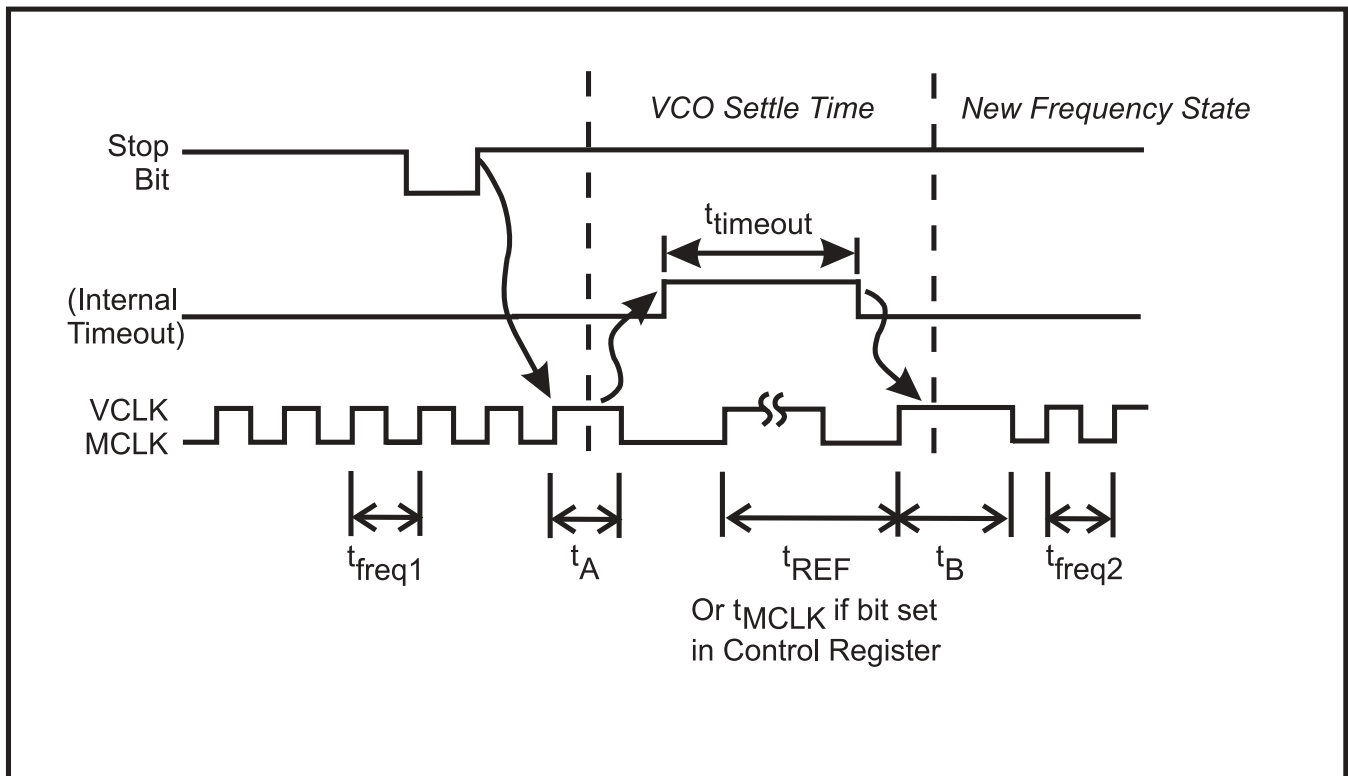 VCO Settle Time
New Frequency State
Stop
Bit
ttimeout
(Internal
Timeout)
VCLK
MCLK
tfreq1
tA
tREF
tB
tfreq2
Or tMCLK if bit set
in Control Register